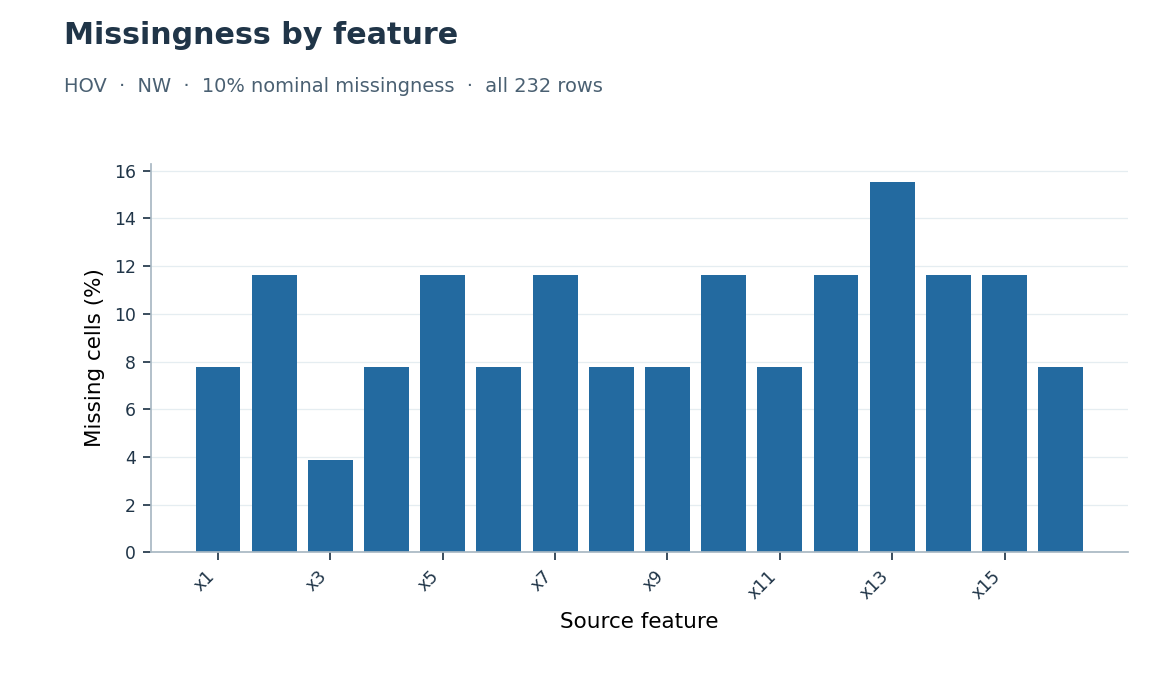 Missingness by feature
HOV · NW · 10% nominal missingness · all 232 rows
16
14
12
10
8
6
4
2
0
Missing cells (%)
x1
x3
x5
x7
x9
x11
x13
x15
Source feature